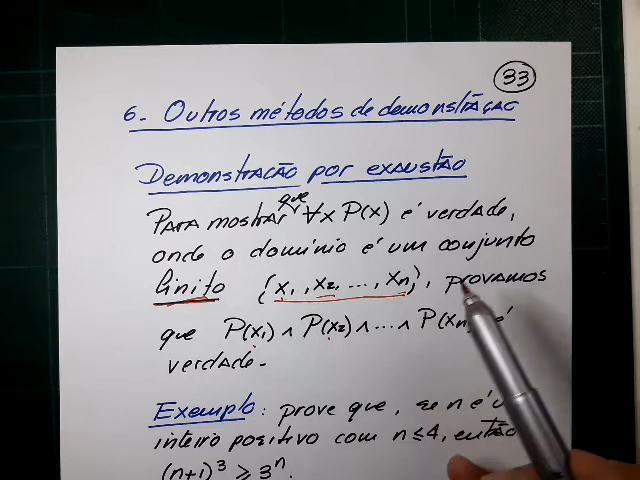 33
6- Outros métodos de demonstração
Demonstração por exaustão
Para mostrar que ∀x P(x) é verdade,
onde o domínio é um conjunto
finito {x₁, x₂, ..., xₙ}, provamos
que P(x₁) ∧ P(x₂) ∧ ... ∧ P(xₙ) é
verdade.
Exemplo: prove que, se n é
inteiro positivo com n ≤ 4, então
(n+1)³ ≥ 3ⁿ.